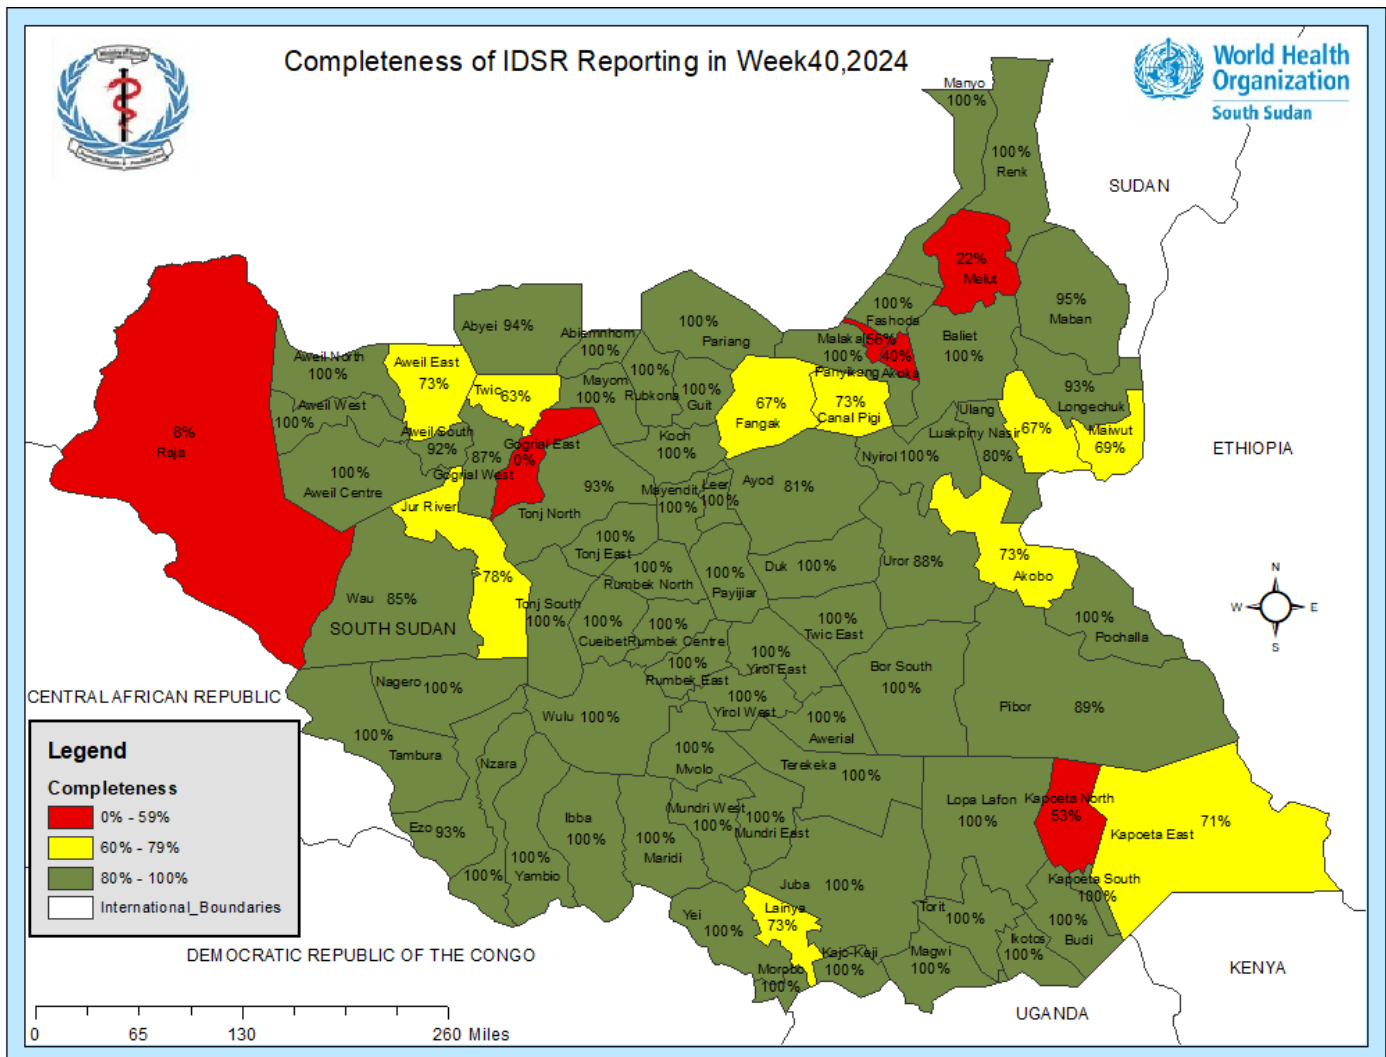 Completeness of IDSR Reporting in Week40,2024
World Health
Organization
South Sudan
Manyo
100%
100%
Renk
SUDAN
22%
Melut
95%
Maban
100%
Fashoda
Abyei 94%
Abiemnhom
100%
100%
Pariang
Malakal
56%
100%
40%
Panyikang
Akoka
Baliet
100%
Aweil North
100%
Aweil East
73%
Twic
63%
Mayom
100%
100%
Rubkona
100%
Guit
67%
Fangak
73%
Canal Pigi
93%
Longechuk
Aweil West
100%
Aweil South
92%
87%
Gogrial West
Gogrial East
0%
Koch
100%
Ulang
Luakpiny Nasir
67%
80%
Maiwut
69%
ETHIOPIA
8%
Raja
100%
Aweil Centre
Nyirol 100%
93%
Mayendit
100%
Leer
100%
Ayod
81%
Jur River
78%
Tonj North
100%
Tonj East
100%
Rumbek North
100%
Payijiar
Duk 100%
Uror 88%
73%
Akobo
N
W
E
S
Wau 85%
SOUTH SUDAN
Tonj South
100%
100%
Cueibet
100%
Rumbek Centre
100%
Twic East
100%
Pochalla
100%
Rumbek East
100%
Yirol East
Bor South
100%
Nagero 100%
CENTRAL AFRICAN REPUBLIC
Wulu 100%
100%
Yirol West
100%
Awerial
Pibor
89%
100%
Tambura
Nzara
100%
Mvolo
Terekeka
100%
Legend
Completeness
0% - 59%
60% - 79%
80% - 100%
International_Boundaries
Lopa Lafon
100%
Kapoeta North
53%
71%
Kapoeta East
Ezo 93%
Ibba
100%
100%
Maridi
Mundri West
100%
100%
Mundri East
100%
100%
Yambio
Juba 100%
Kapoeta South
100%
Yei
100%
Lainya
73%
Torit
100%
100%
Budi
Ikotos
100%
Magwi
100%
Kajo-Keji
100%
Morobo
100%
DEMOCRATIC REPUBLIC OF THE CONGO
KENYA
UGANDA
0 65 130 260 Miles